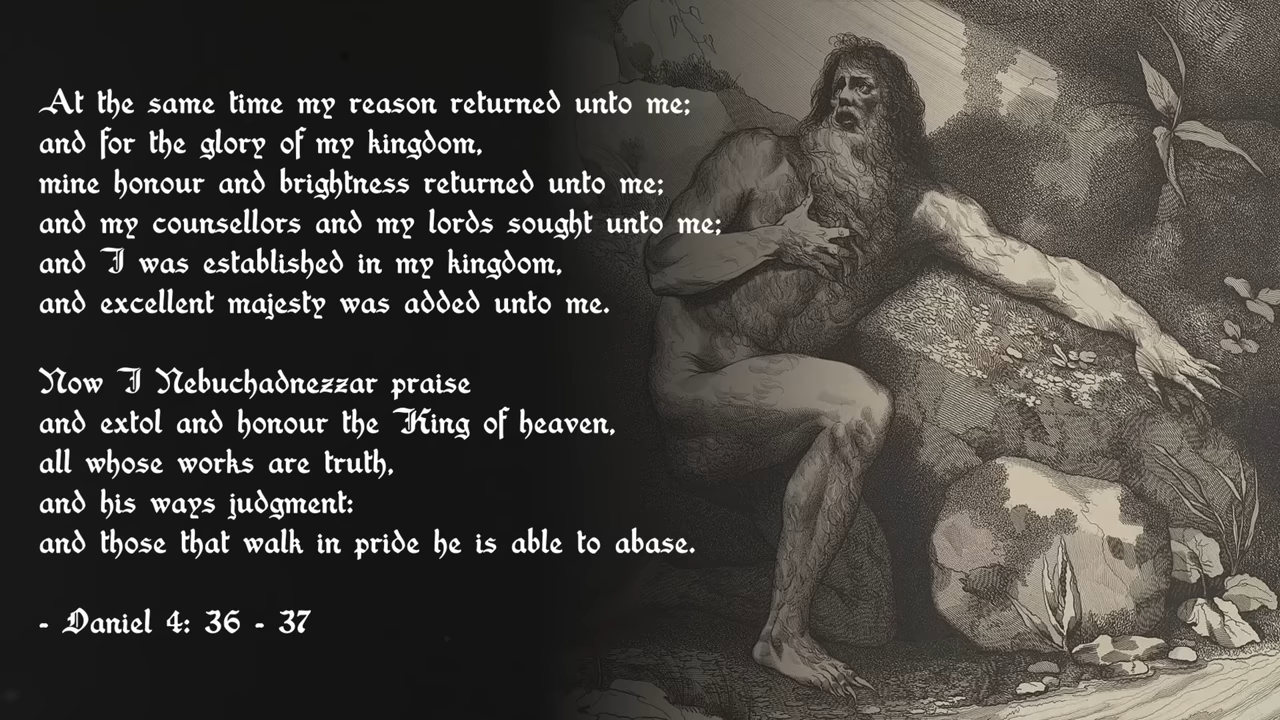 At the same time my reason returned unto me;
and for the glory of my kingdom,
mine honour and brightness returned unto me;
and my counsellors and my lords sought unto me;
and I was established in my kingdom,
and excellent majesty was added unto me.
Now I Nebuchadnezzar praise
and extol and honour the King of heaven,
all whose works are truth,
and his ways judgment:
and those that walk in pride he is able to abase.
- Daniel 4: 36 - 37